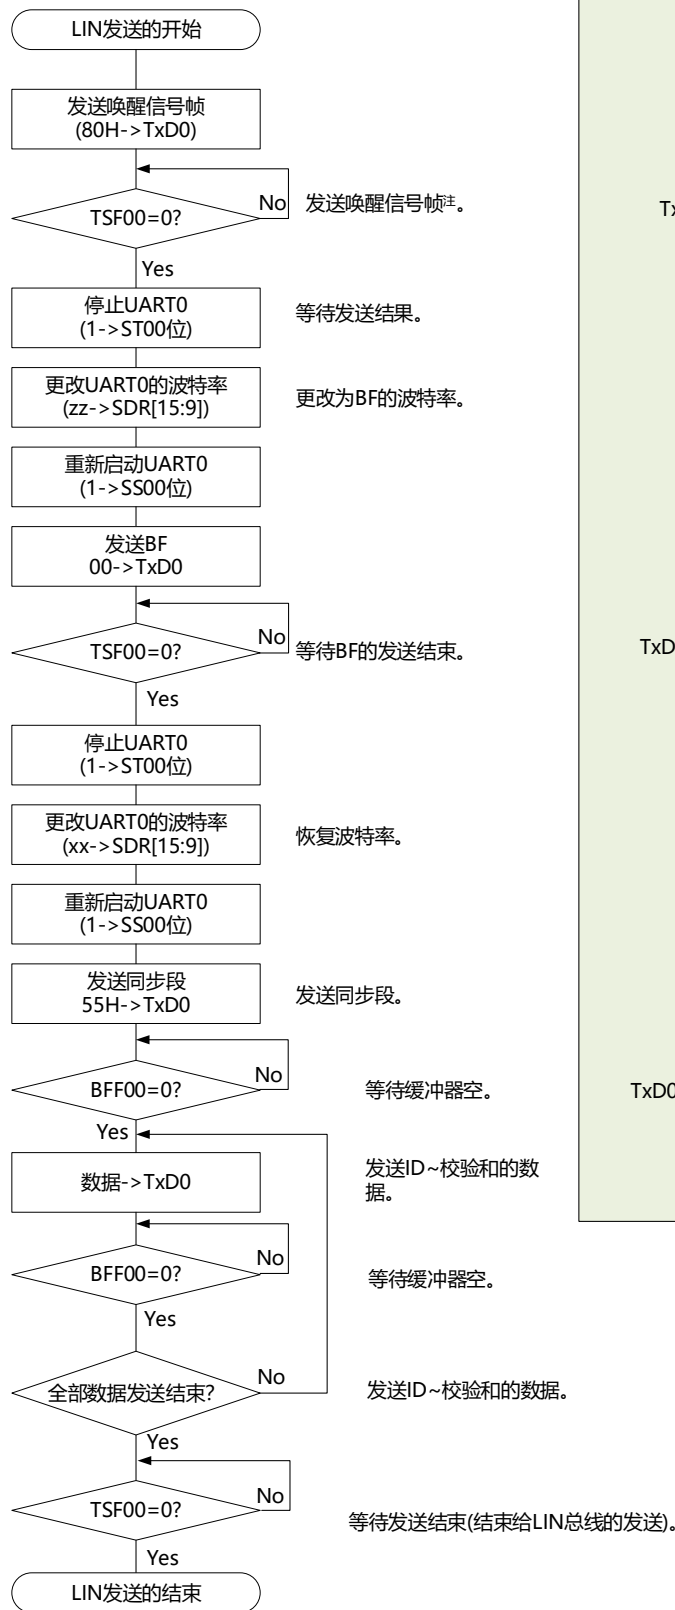 LIN发送的开始
发送唤醒信号帧
(80H->TxD0)
TSF00=0?
No
发送唤醒信号帧注。
Yes
停止UART0
(1->ST00位)
等待发送结果。
更改UART0的波特率
(zz->SDR[15:9])
更改为BF的波特率。
重新启动UART0
(1->SS00位)
发送BF
00->TxD0
TSF00=0?
No
等待BF的发送结束。
Yes
停止UART0
(1->ST00位)
更改UART0的波特率
(xx->SDR[15:9])
恢复波特率。
重新启动UART0
(1->SS00位)
发送同步段
55H->TxD0
发送同步段。
BFF00=0?
No
等待缓冲器空。
Yes
数据->TxD0
发送ID~校验和的数
据。
BFF00=0?
No
等待缓冲器空。
Yes
全部数据发送结束?
No
发送ID~校验和的数据。
Yes
TSF00=0?
No
等待发送结束(结束给LIN总线的发送)。
Yes
LIN发送的结束
Tx
TxD
TxD0